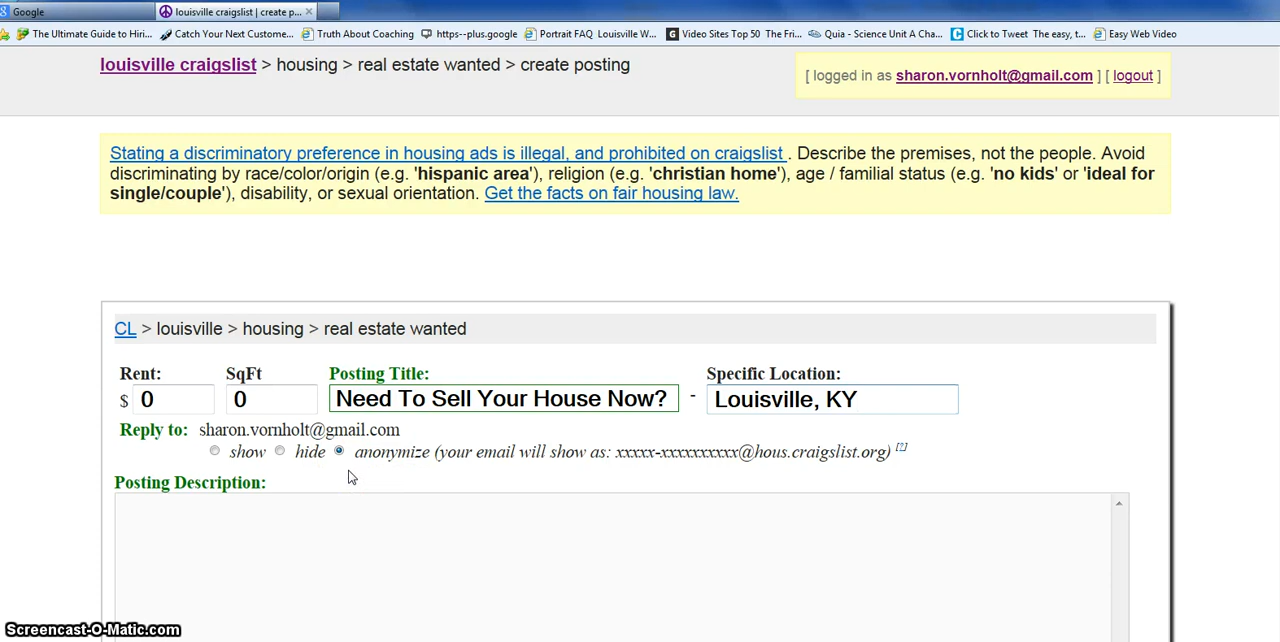 Google
louisville craigslist | create p... ×
The Ultimate Guide to Hiri... Catch Your Next Custome... Truth About Coaching https--plus.google Portrait FAQ Louisville W... G Video Sites Top 50 The Fri... Quia - Science Unit A Cha... C Click to Tweet The easy, t... Easy Web Video
louisville craigslist > housing > real estate wanted > create posting
[ logged in as sharon.vornholt@gmail.com ] [ logout ]
Stating a discriminatory preference in housing ads is illegal, and prohibited on craigslist . Describe the premises, not the people. Avoid
discriminating by race/color/origin (e.g. 'hispanic area'), religion (e.g. 'christian home'), age / familial status (e.g. 'no kids' or 'ideal for
single/couple'), disability, or sexual orientation. Get the facts on fair housing law.
CL > louisville > housing > real estate wanted
Rent: SqFt Posting Title: Specific Location:
$ 0 0 Need To Sell Your House Now? - Louisville, KY
Reply to: sharon.vornholt@gmail.com
show hide anonymize (your email will show as: xxxxx-xxxxxxxxxx@hous.craigslist.org) [?]
Posting Description:
Screencast-O-Matic.com